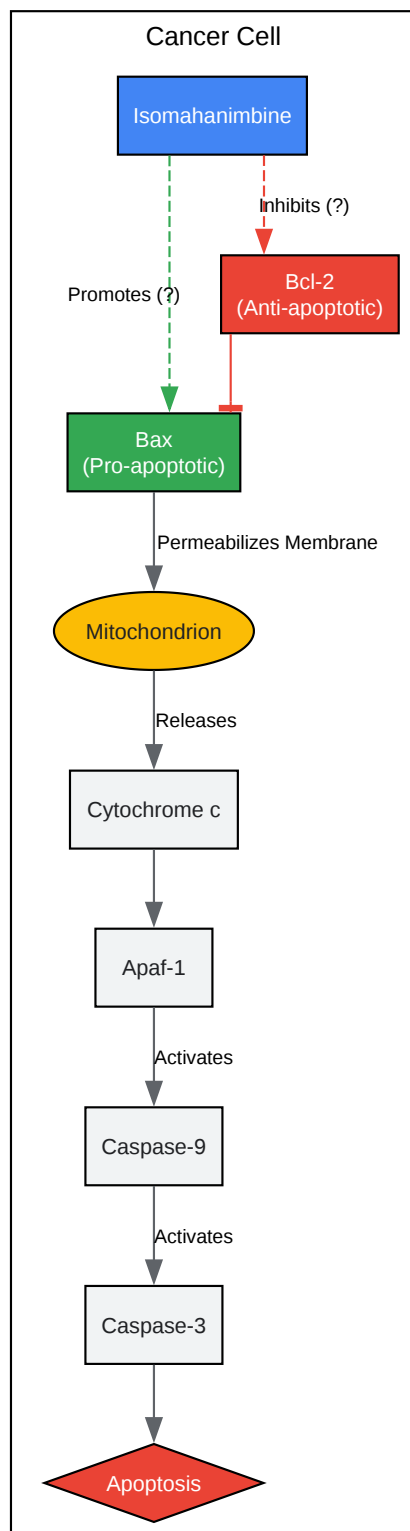 Cancer Cell
Isomahanimbine
Inhibits (?)
Bcl-2
(Anti-apoptotic)
Promotes (?)
Bax
(Pro-apoptotic)
Permeabilizes Membrane
Mitochondrion
Releases
Cytochrome c
Apaf-1
Activates
Caspase-9
Activates
Caspase-3
Apoptosis